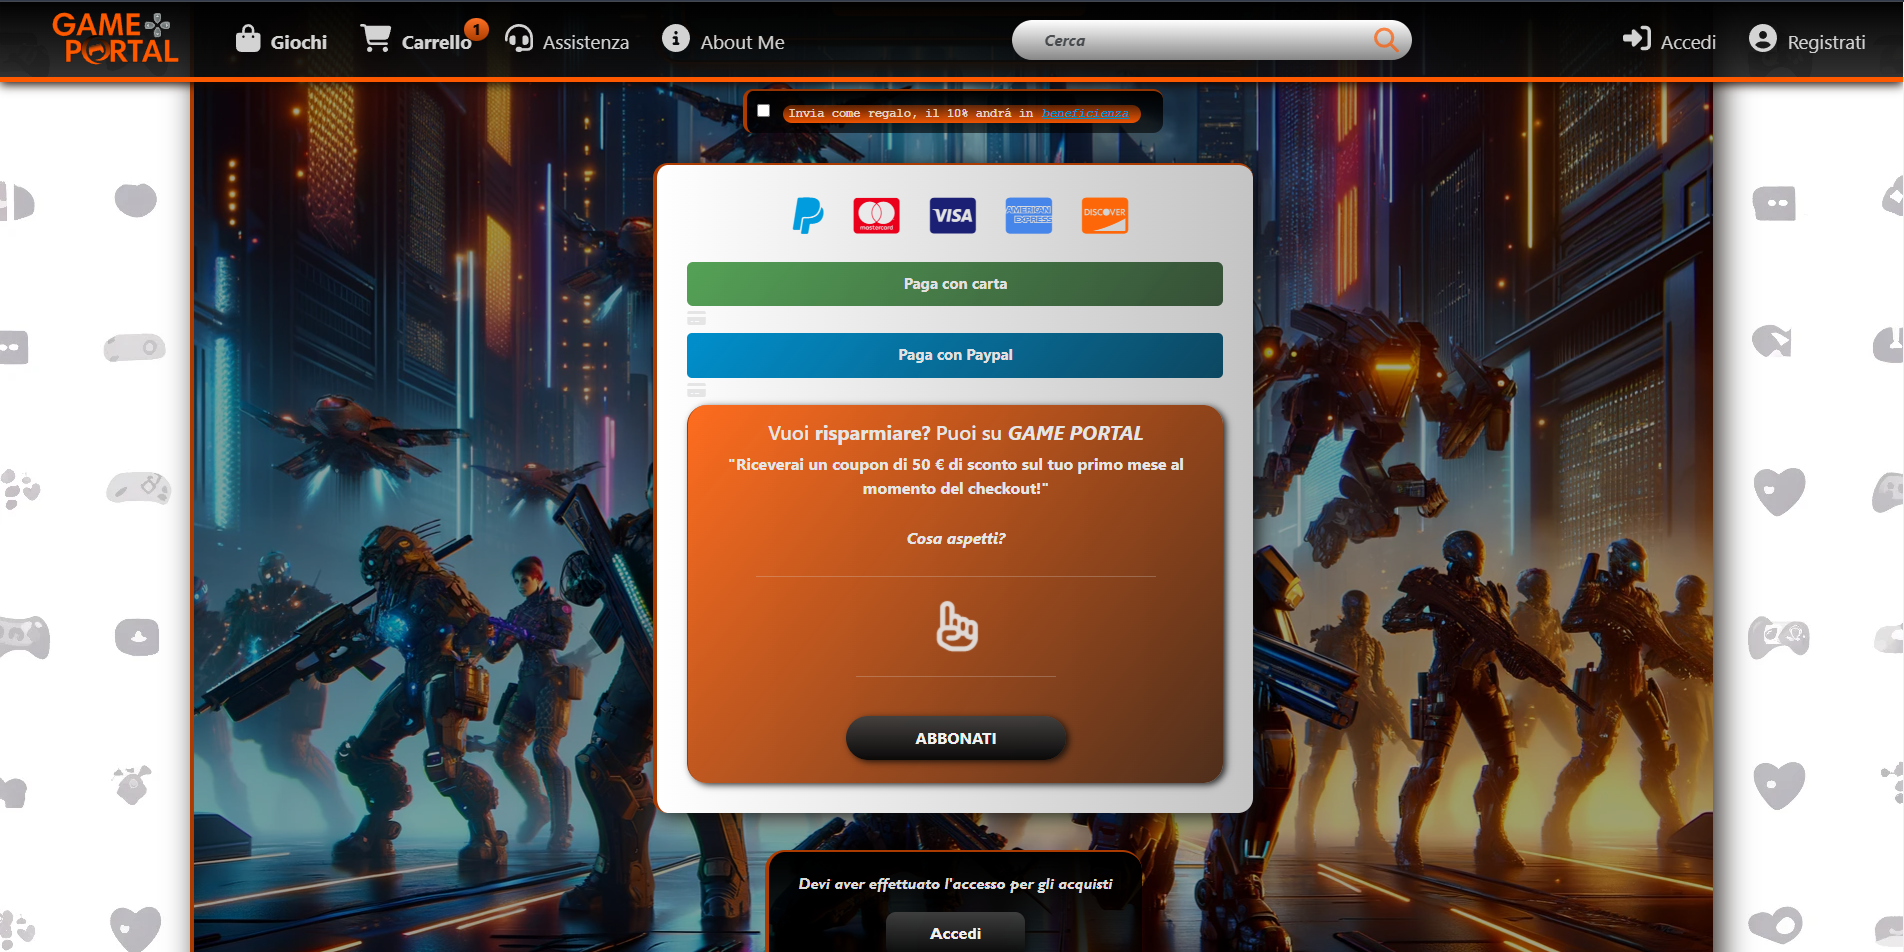 GAME
PORTAL
Giochi
Carrello
1
Assistenza
About Me
Cerca
Accedi
Registrati
Invia come regalo, il 10% andrá in beneficienza
mastercard
VISA
AMERICAN
EXPRESS
DISCOVER
Paga con carta
Paga con Paypal
Vuoi risparmiare? Puoi su GAME PORTAL
"Riceverai un coupon di 50 € di sconto sul tuo primo mese al
momento del checkout!"
Cosa aspetti?
ABBONATI
Devi aver effettuato l'accesso per gli acquisti
Accedi